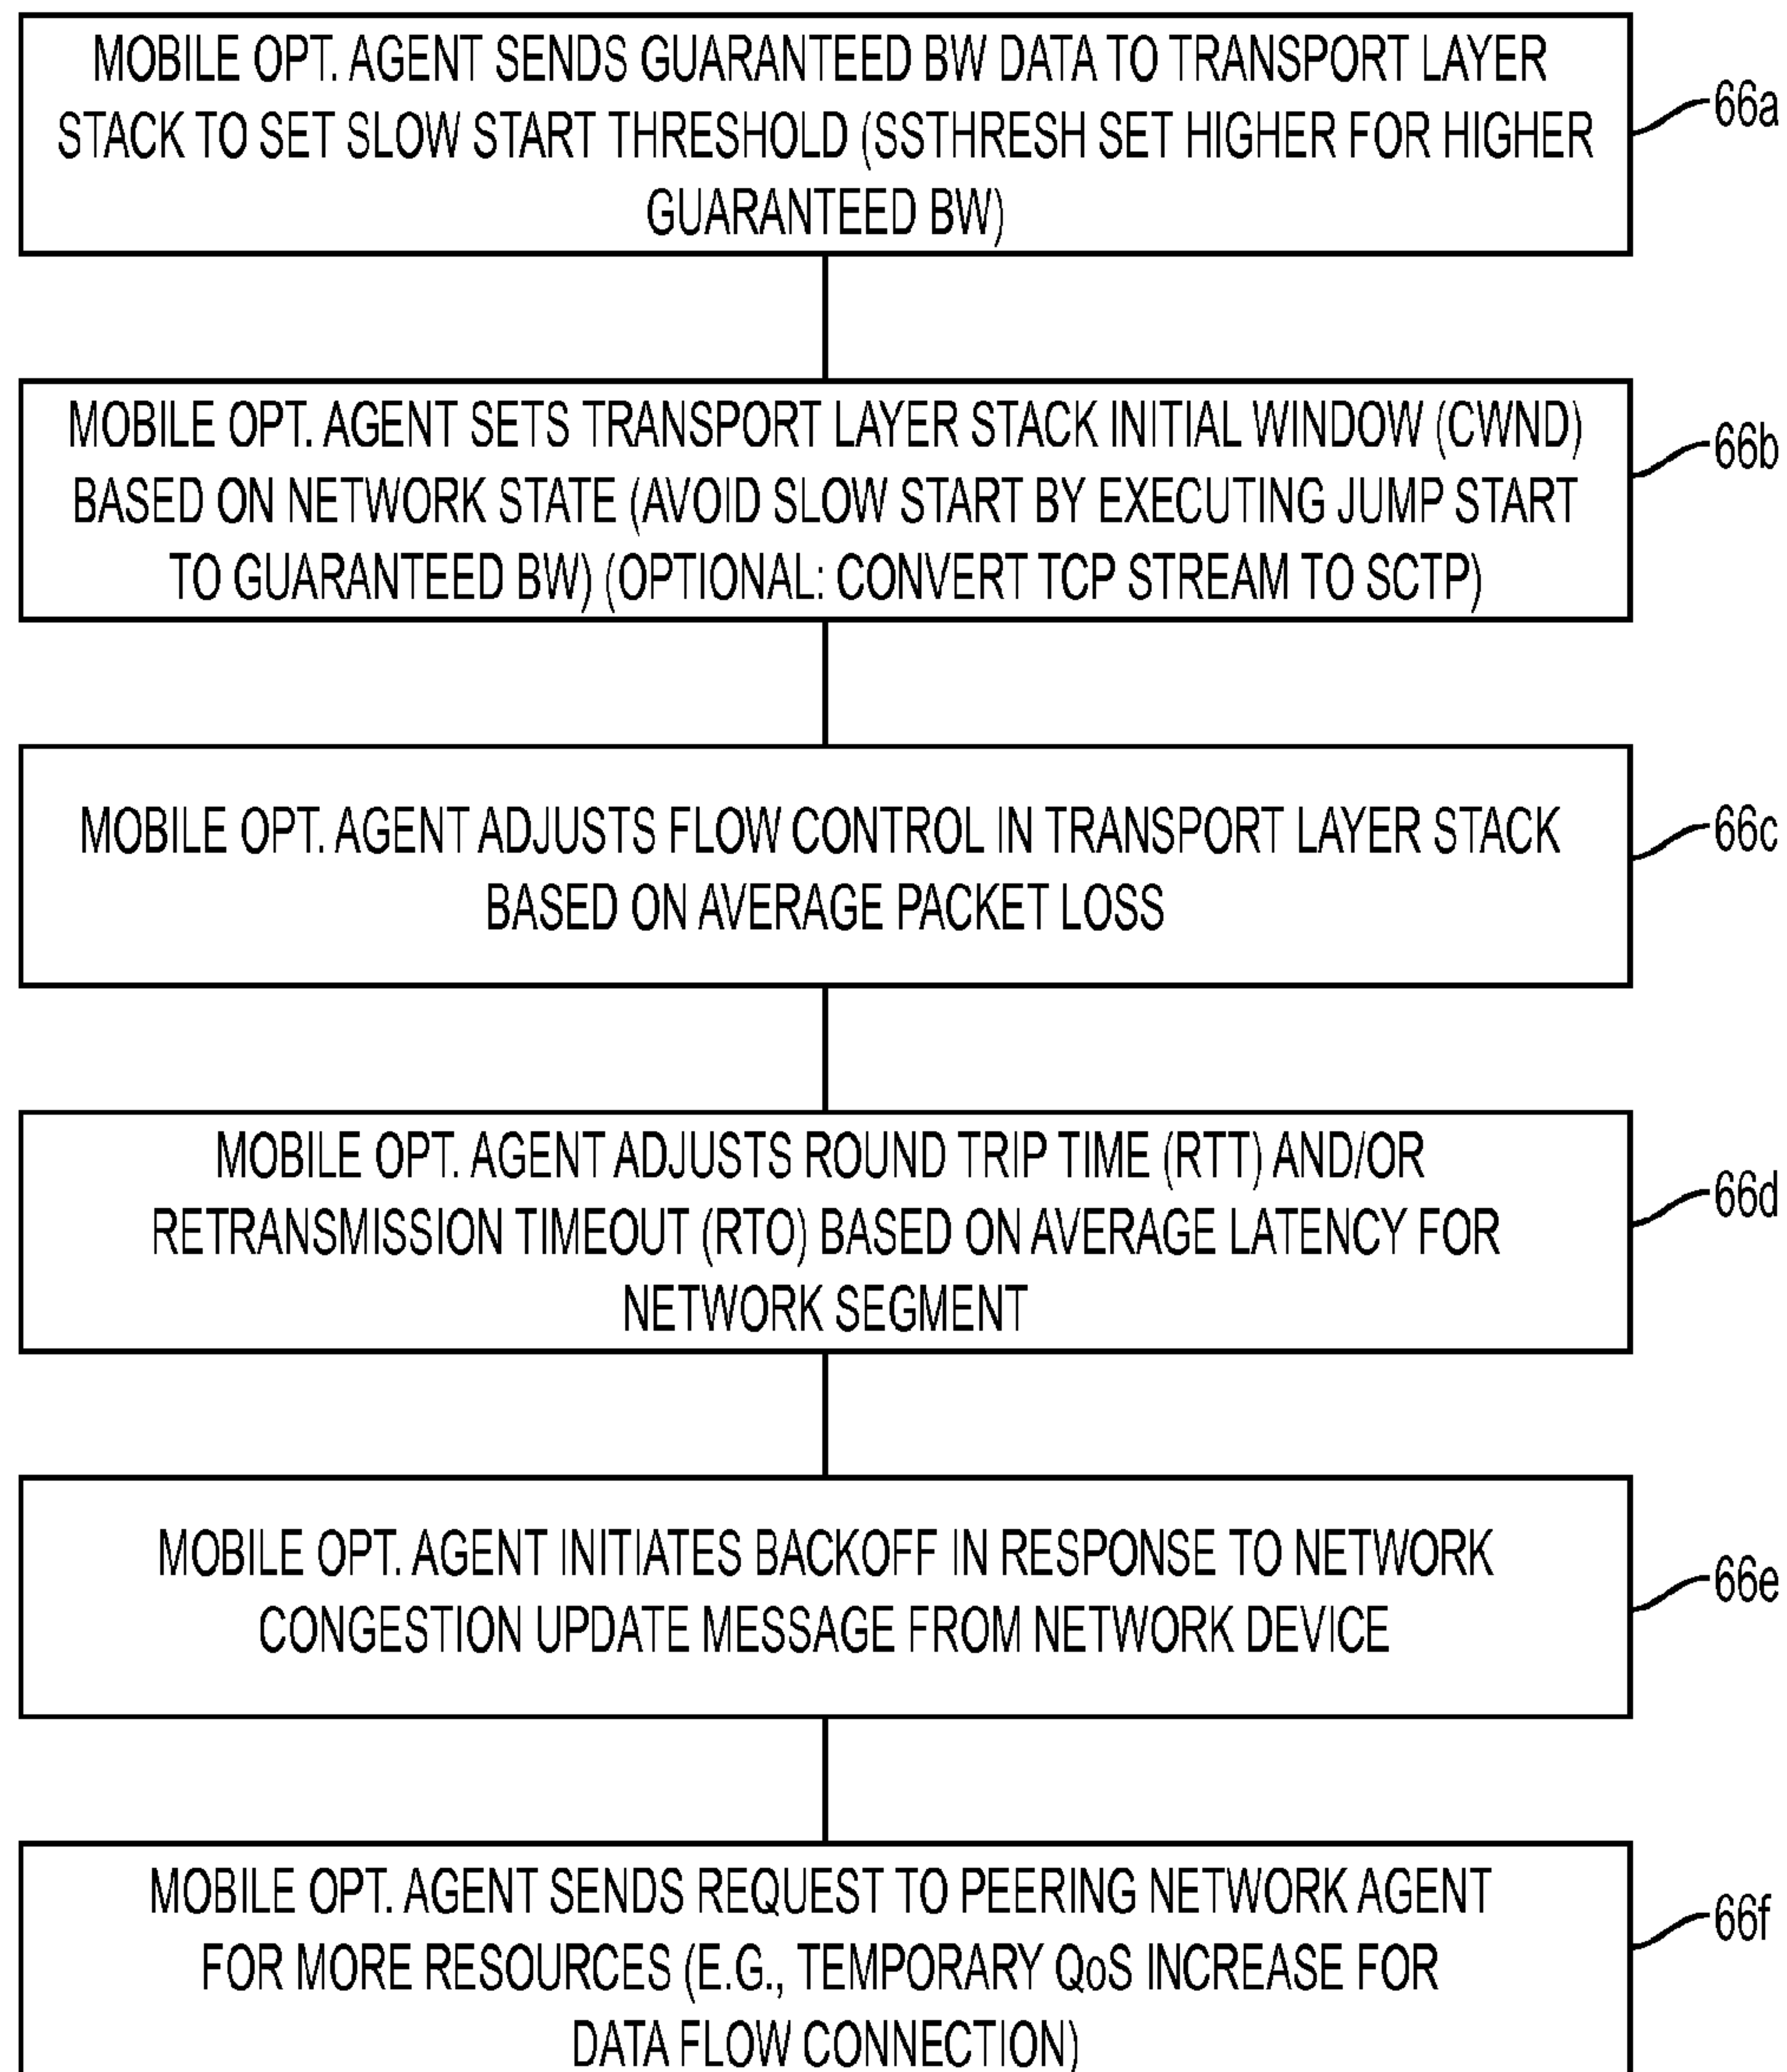 MOBILE OPT. AGENT SENDS GUARANTEED BW DATA TO TRANSPORT LAYER
STACK TO SET SLOW START THRESHOLD (SSTHRESH SET HIGHER FOR HIGHER
GUARANTEED BW)
66a
MOBILE OPT. AGENT SETS TRANSPORT LAYER STACK INITIAL WINDOW (CWND)
BASED ON NETWORK STATE (AVOID SLOW START BY EXECUTING JUMP START
TO GUARANTEED BW) (OPTIONAL: CONVERT TCP STREAM TO SCTP)
66b
MOBILE OPT. AGENT ADJUSTS FLOW CONTROL IN TRANSPORT LAYER STACK
BASED ON AVERAGE PACKET LOSS
66c
MOBILE OPT. AGENT ADJUSTS ROUND TRIP TIME (RTT) AND/OR
RETRANSMISSION TIMEOUT (RTO) BASED ON AVERAGE LATENCY FOR
NETWORK SEGMENT
66d
MOBILE OPT. AGENT INITIATES BACKOFF IN RESPONSE TO NETWORK
CONGESTION UPDATE MESSAGE FROM NETWORK DEVICE
66e
MOBILE OPT. AGENT SENDS REQUEST TO PEERING NETWORK AGENT
FOR MORE RESOURCES (E.G., TEMPORARY QoS INCREASE FOR
DATA FLOW CONNECTION)
66f